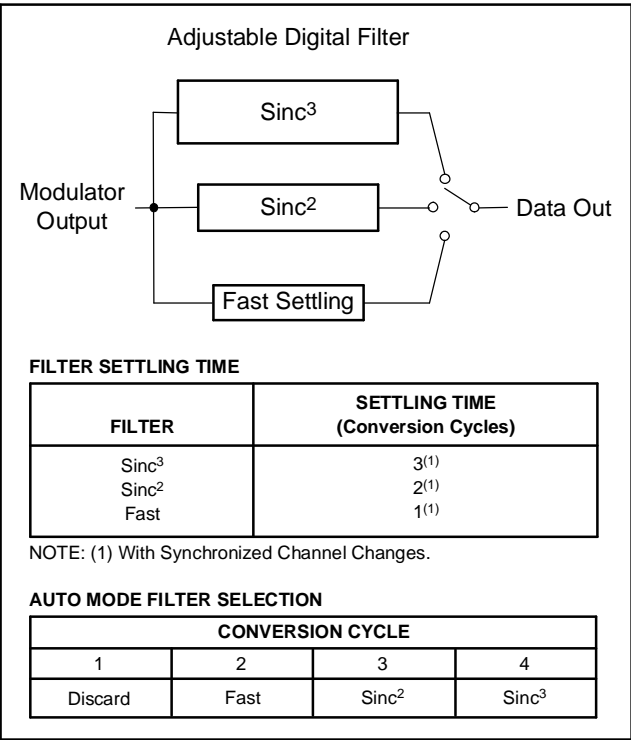 Adjustable Digital Filter
Sinc³
Modulator
Output
Sinc²
Data Out
Fast Settling
FILTER SETTLING TIME
FILTER
SETTLING TIME
(Conversion Cycles)
Sinc³ 3(1)
Sinc² 2(1)
Fast 1(1)
NOTE: (1) With Synchronized Channel Changes.
AUTO MODE FILTER SELECTION
CONVERSION CYCLE
1 2 3 4
Discard Fast Sinc² Sinc³